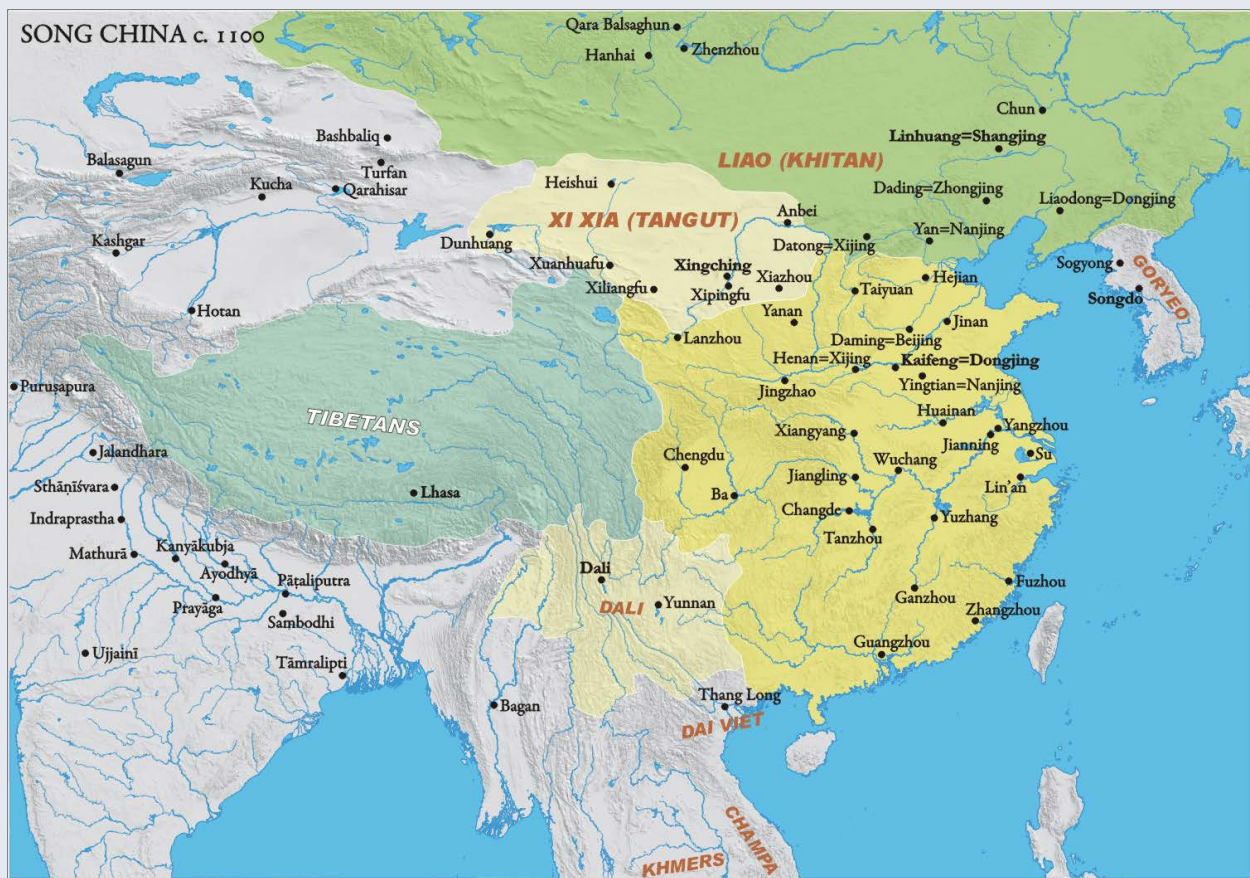 SONG CHINA c. 1100
Qara Balsaghun
Zhenzhou
Hanhai
Chun
Linhuang=Shangjing
Bashbaliq
LIAO (KHITAN)
Balasagun
Turfan
Heishui
Dading=Zhongjing
Kucha
Qarahisar
Liaodong=Dongjing
XI XIA (TANGUT)
Anbei
Yan=Nanjing
Kashgar
Dunhuang
Datong=Xijing
Xuanhuafu
Xingching
Xiazhou
Hejian
Sogyong
GORYEO
Xiliangfu
Xipingfu
Taiyuan
Songdo
Hotan
Yanan
Jinan
Lanzhou
Daming=Beijing
Henan=Xijing
Kaifeng=Dongjing
Puruṣapura
Jingzhao
Yingtian=Nanjing
TIBETANS
Huainan
Yangzhou
Xiangyang
Jianning
Jalandhara
Chengdu
Wuchang
Su
Sthāṇīśvara
Lhasa
Jiangling
Lin'an
Ba
Indraprastha
Changde
Yuzhang
Tanzhou
Mathurā
Kanyākubja
Ayodhyā
Dali
Pāṭaliputra
Fuzhou
Prayāga
DALI
Yunnan
Ganzhou
Sambodhi
Zhangzhou
Ujjainī
Guangzhou
Tāmralipti
Thang Long
Bagan
DAI VIET
CHAMPA
KHMERS